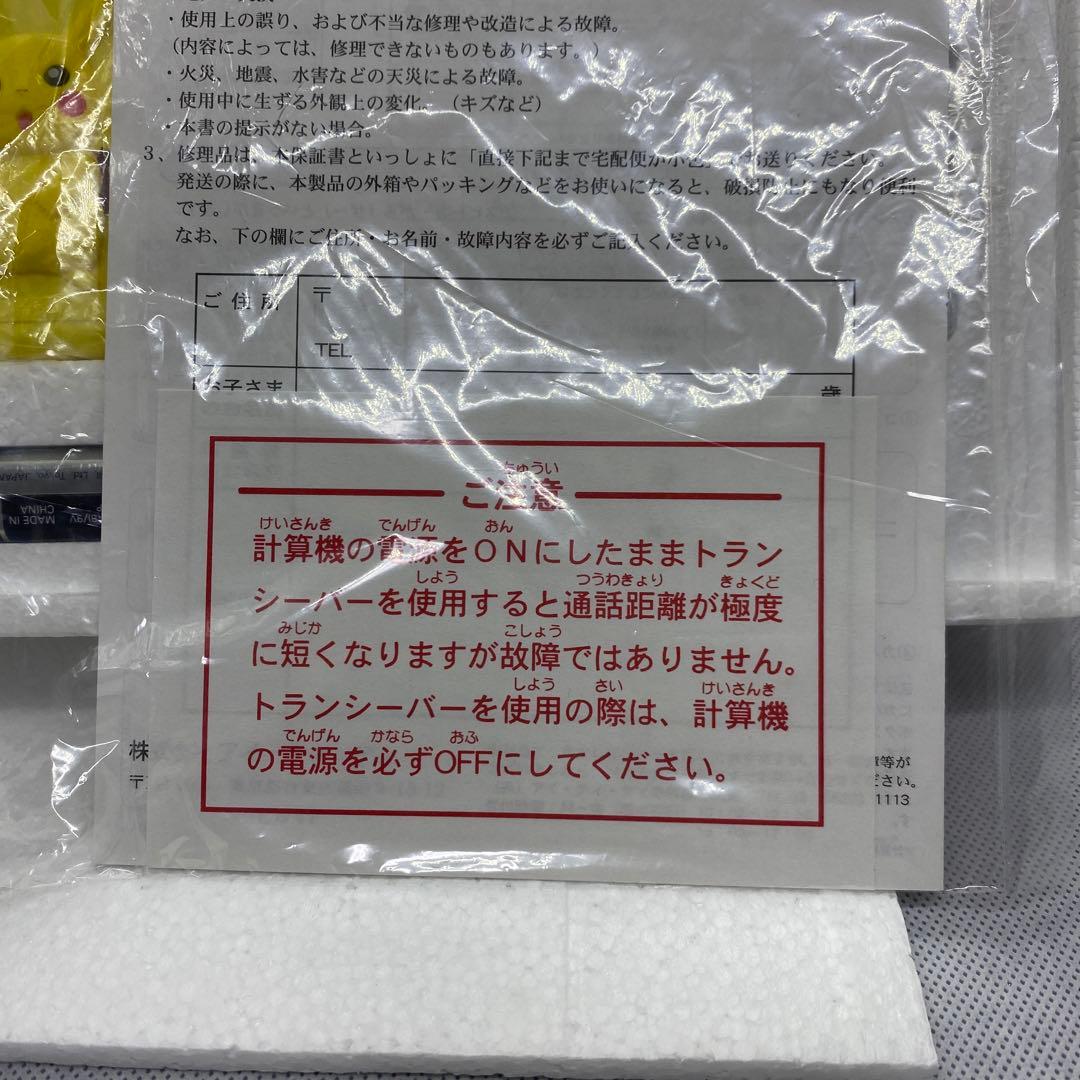 ・使用上の誤り、および不当な修理や改造による故障。
（内容によっては、修理できないものもあります。）
・火災、地震、水害などの天災による故障。
・使用中に生ずる外観上の変化。（キズなど）
・本書の提示がない場合。
3、修理品は、本保証書といっしょに「直接下記まで宅配便か小包」でお送りください。
発送の際に、本製品の外箱やパッキングなどをお使いになると、破損防止にもなり便利
です。
なお、下の欄にご住所・お名前・故障内容を必ずご記入ください。
ご住所 〒
TEL
お子さま 歳
ちゅうい
ご注意
けいさんき でんげん おん
計算機の電源をONにしたままトラン
しよう つうわきょり きょくど
シーバーを使用すると通話距離が極度
みじか こしょう
に短くなりますが故障ではありません。
しよう さい けいさんき
トランシーバーを使用の際は、計算機
でんげん かなら おふ
の電源を必ずOFFにしてください。
株
〒
等が
ださい。
1113
Ltd Tokyo, JAPAN
MADE IN
CHINA